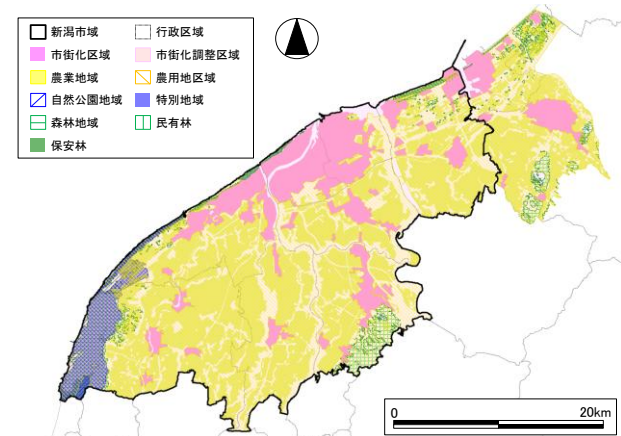 新潟市域 行政区域
市街化区域 市街化調整区域
農業地域 農用地区域
自然公園地域 特別地域
森林地域 民有林
保安林
0 20km